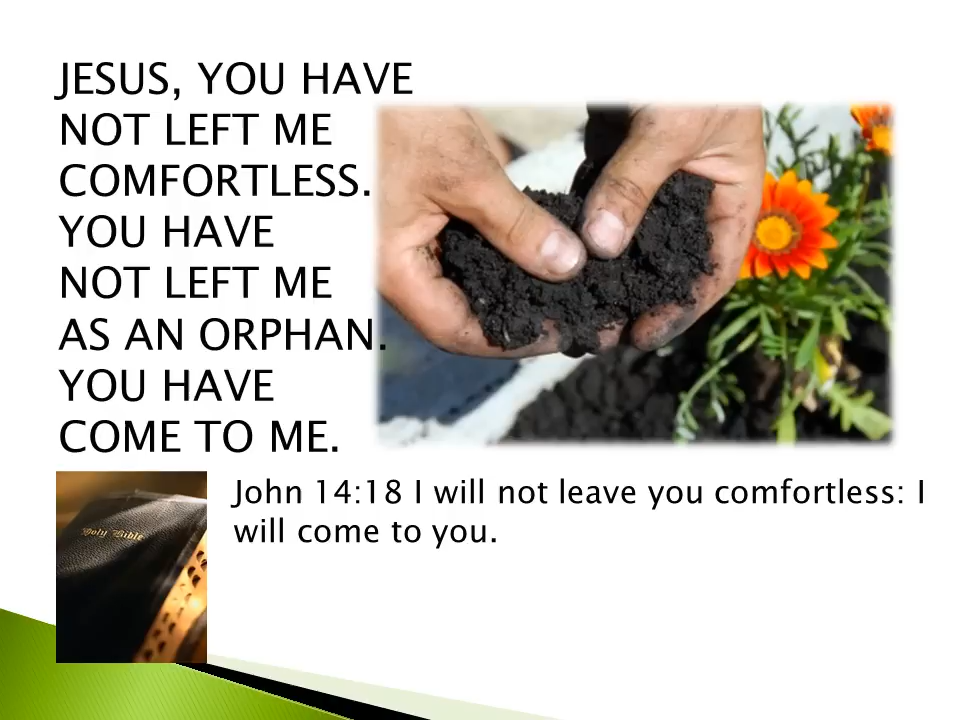 JESUS, YOU HAVE
NOT LEFT ME
COMFORTLESS.
YOU HAVE
NOT LEFT ME
AS AN ORPHAN.
YOU HAVE
COME TO ME.
Holy Bible
John 14:18 I will not leave you comfortless: I
will come to you.